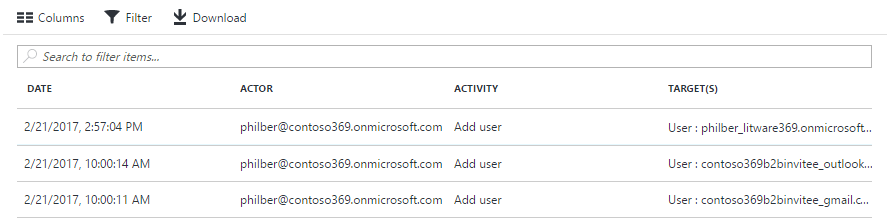 Columns Filter Download
Search to filter items...
DATE ACTOR ACTIVITY TARGET(S)
2/21/2017, 2:57:04 PM philber@contoso369.onmicrosoft.com Add user User : philber_litware369.onmicrosoft...
2/21/2017, 10:00:14 AM philber@contoso369.onmicrosoft.com Add user User : contoso369b2binvitee_outlook...
2/21/2017, 10:00:11 AM philber@contoso369.onmicrosoft.com Add user User : contoso369b2binvitee_gmail.c...